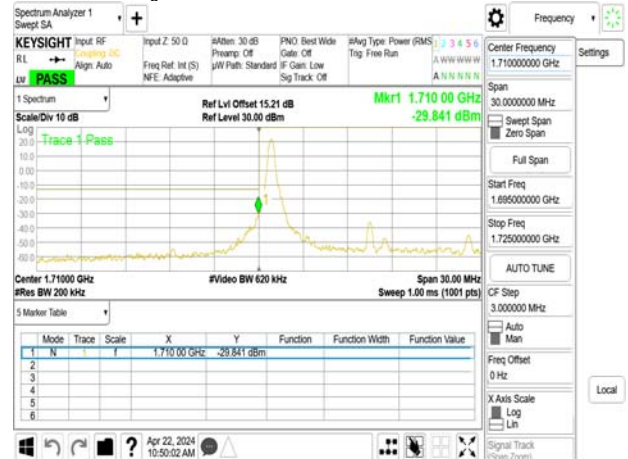 Spectrum Analyzer 1
Swept SA
+
Frequency
KEYSIGHT
Input: RF
Coupling: DC
Align: Auto
Input Z: 50 Ω
Freq Ref: Int (S)
NFE: Adaptive
#Atten: 30 dB
Preamp: Off
µW Path: Standard
PNO: Best Wide
Gate: Off
IF Gain: Low
Sig Track: Off
#Avg Type: Power (RMS
Trig: Free Run
1 2 3 4 5 6
A W W W W W
A N N N N N
RL
LVI PASS
Center Frequency
1.710000000 GHz
Settings
Span
30.0000000 MHz
Swept Span
Zero Span
Full Span
Start Freq
1.695000000 GHz
Stop Freq
1.725000000 GHz
AUTO TUNE
CF Step
3.000000 MHz
Auto
Man
Freq Offset
0 Hz
X Axis Scale
Log
Lin
Signal Track
(Span Zoom)
Local
1 Spectrum
Scale/Div 10 dB
Ref Lvl Offset 15.21 dB
Ref Level 30.00 dBm
Mkr1 1.710 00 GHz
-29.841 dBm
Log
Trace 1 Pass
20.0
10.0
0.00
-10.0
-20.0
-30.0
-40.0
-50.0
-60.0
1
Center 1.71000 GHz
#Res BW 200 kHz
#Video BW 620 kHz
Span 30.00 MHz
Sweep 1.00 ms (1001 pts)
5 Marker Table
Mode Trace Scale X Y Function Function Width Function Value
1 N 1 f 1.710 00 GHz -29.841 dBm
2
3
4
5
6
?
Apr 22, 2024
10:50:02 AM